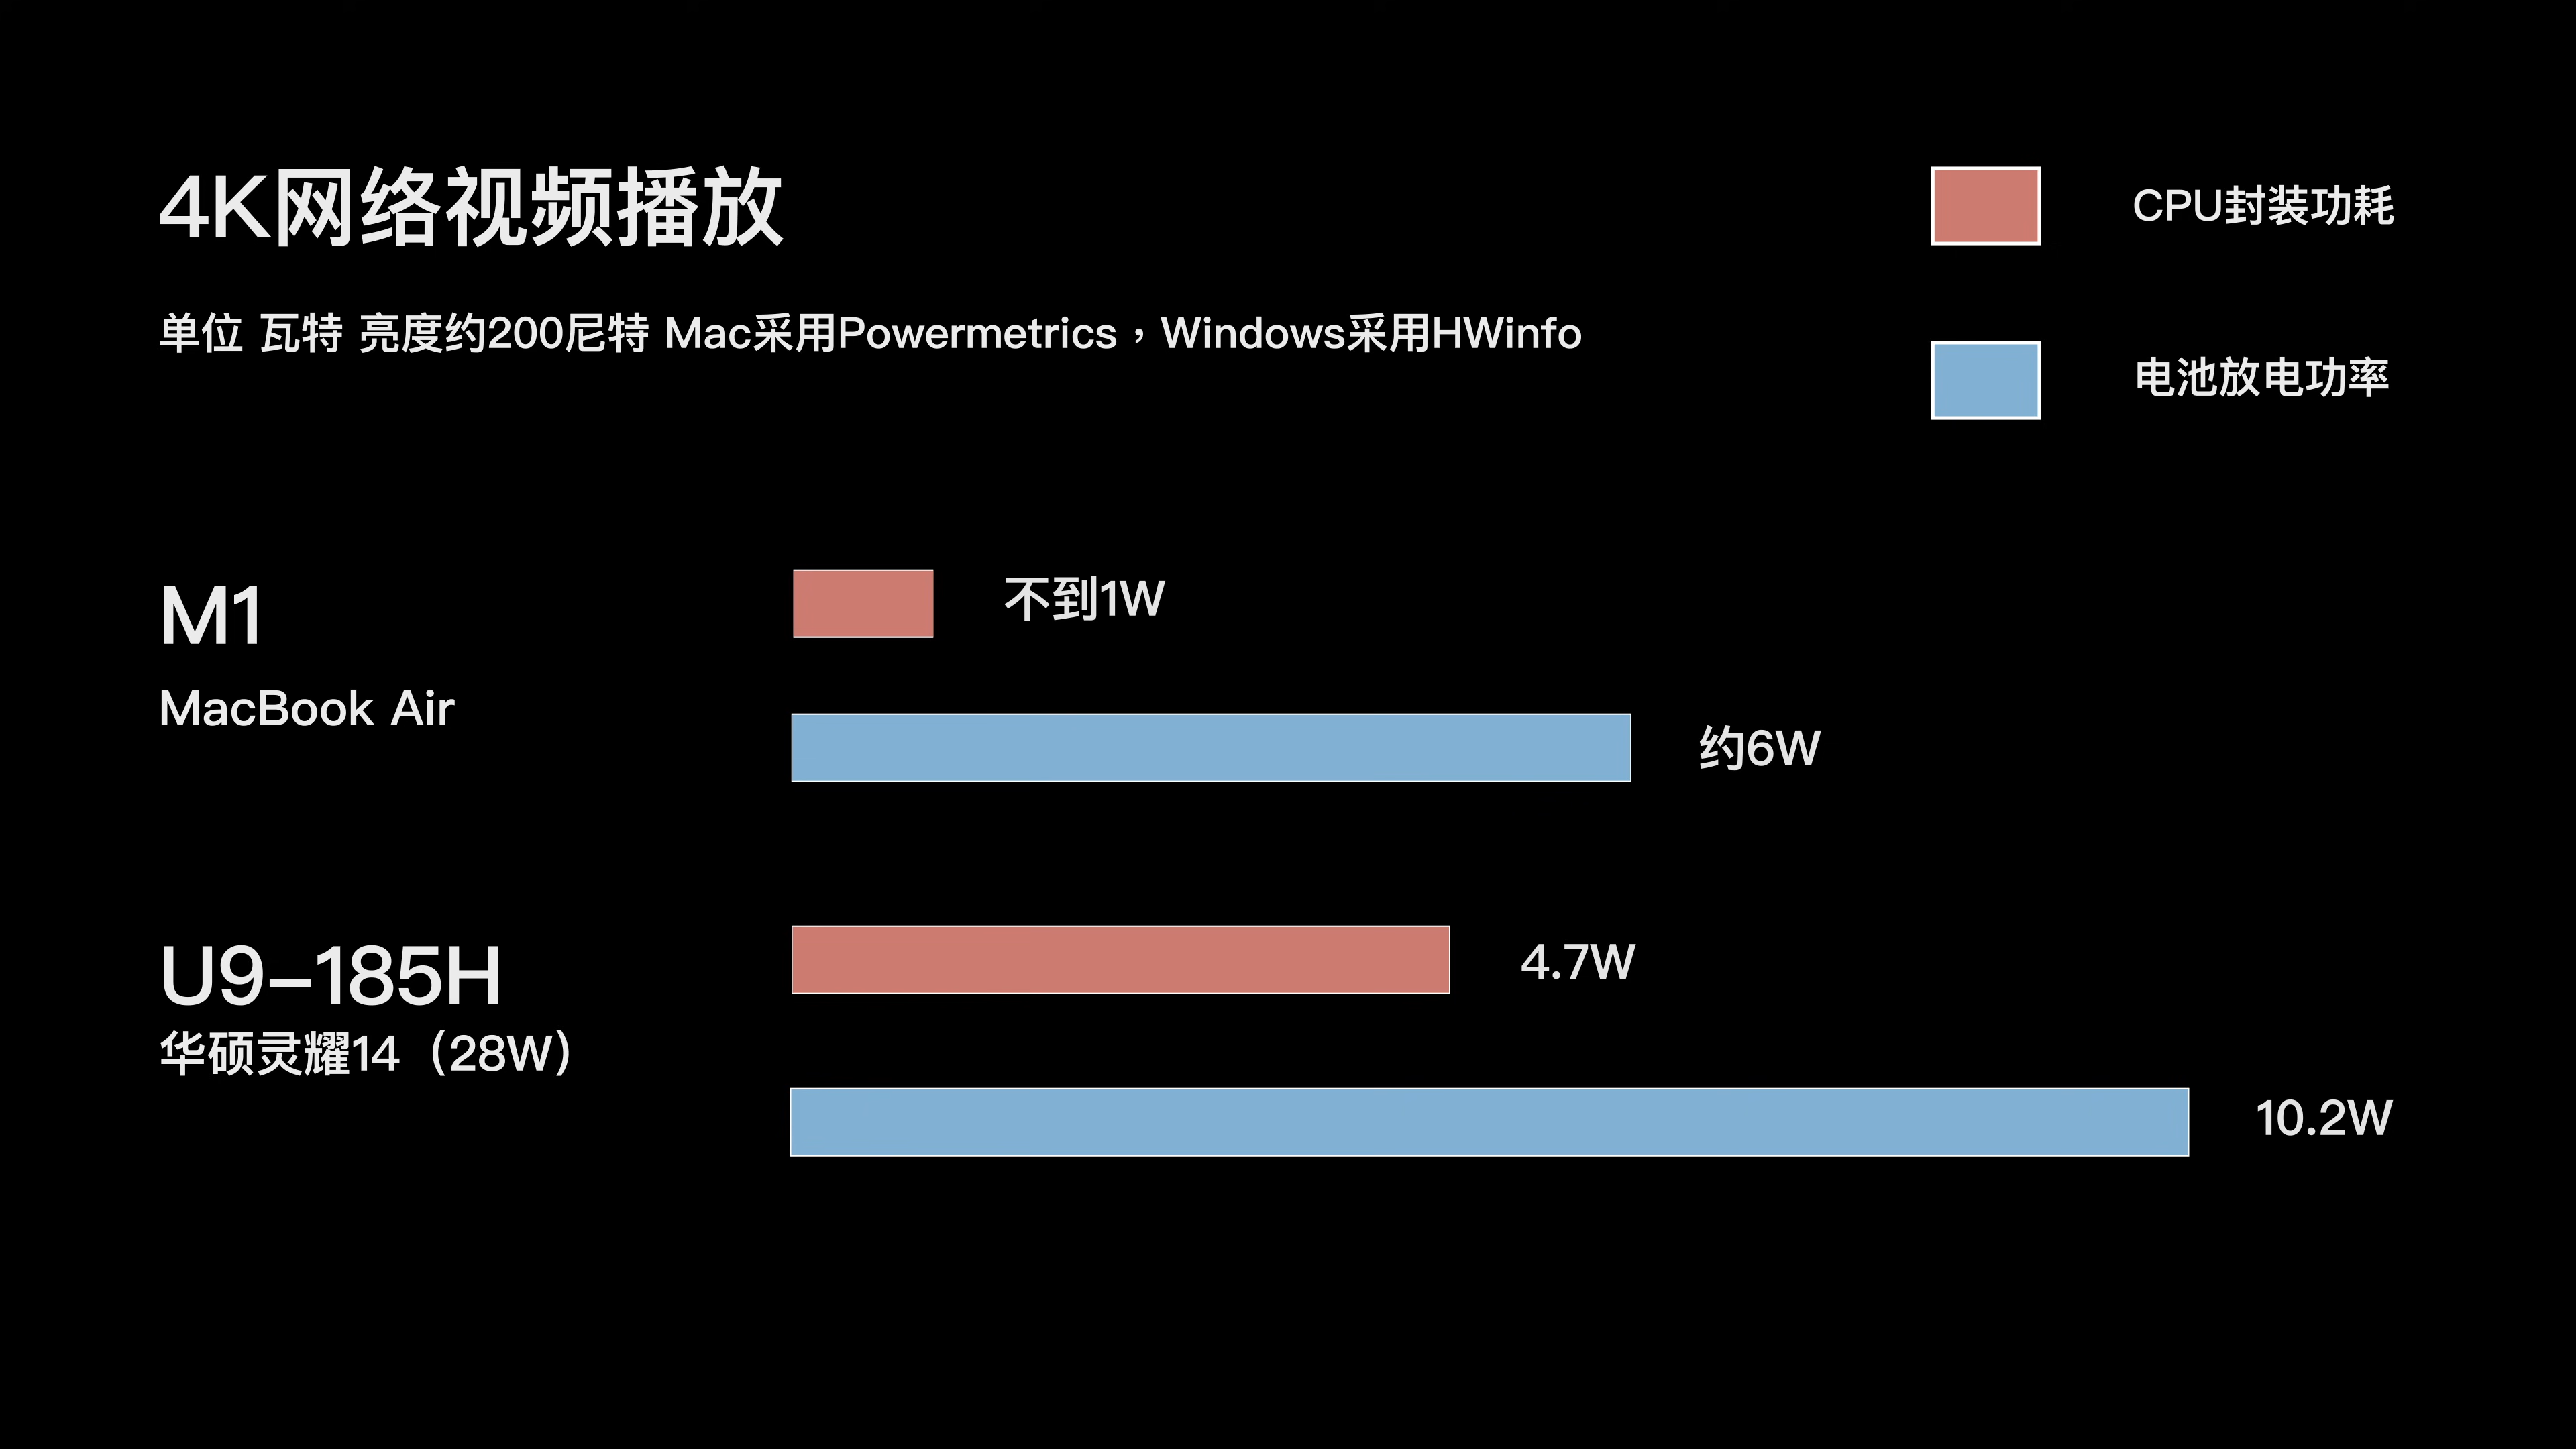 4K网络视频播放
单位 瓦特 亮度约200尼特 Mac采用Powermetrics，Windows采用HWinfo
CPU封装功耗
电池放电功率
M1
MacBook Air
不到1W
约6W
U9-185H
华硕灵耀14（28W）
4.7W
10.2W